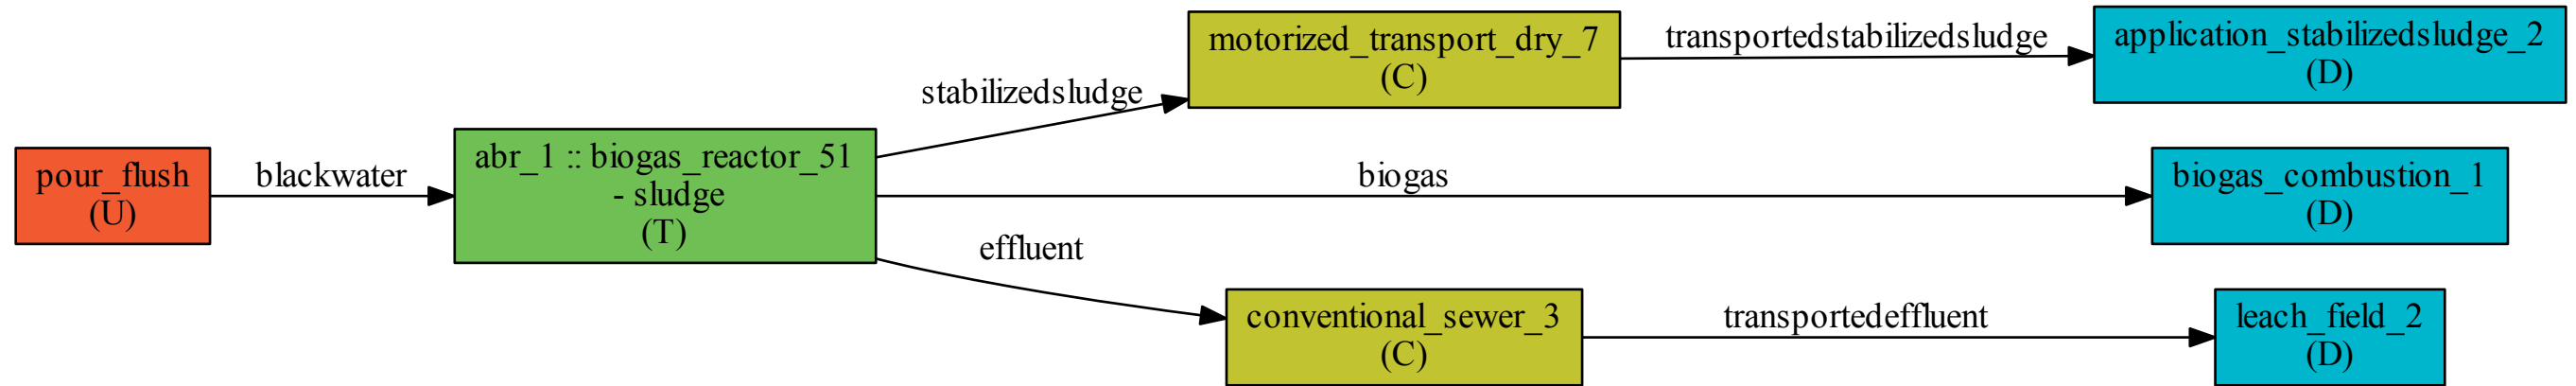 pour_flush
(U)
blackwater
abr_1 :: biogas_reactor_51
- sludge
(T)
stabilizedsludge
motorized_transport_dry_7
(C)
transportedstabilizedsludge
application_stabilizedsludge_2
(D)
biogas
biogas_combustion_1
(D)
effluent
conventional_sewer_3
(C)
transportedeffluent
leach_field_2
(D)